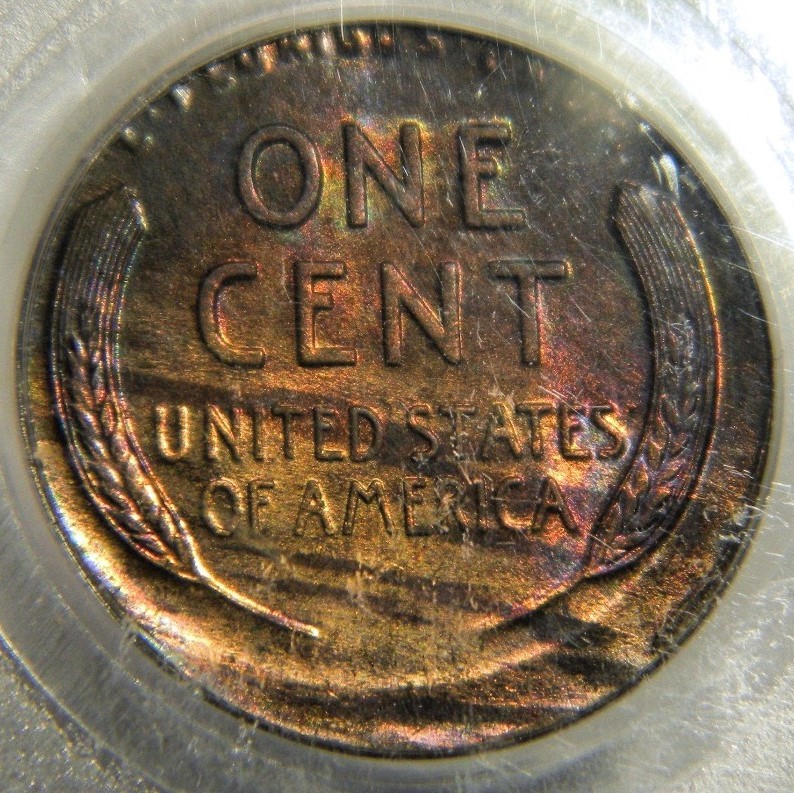 ONE
CENT
UNITED STATES
OF AMERICA